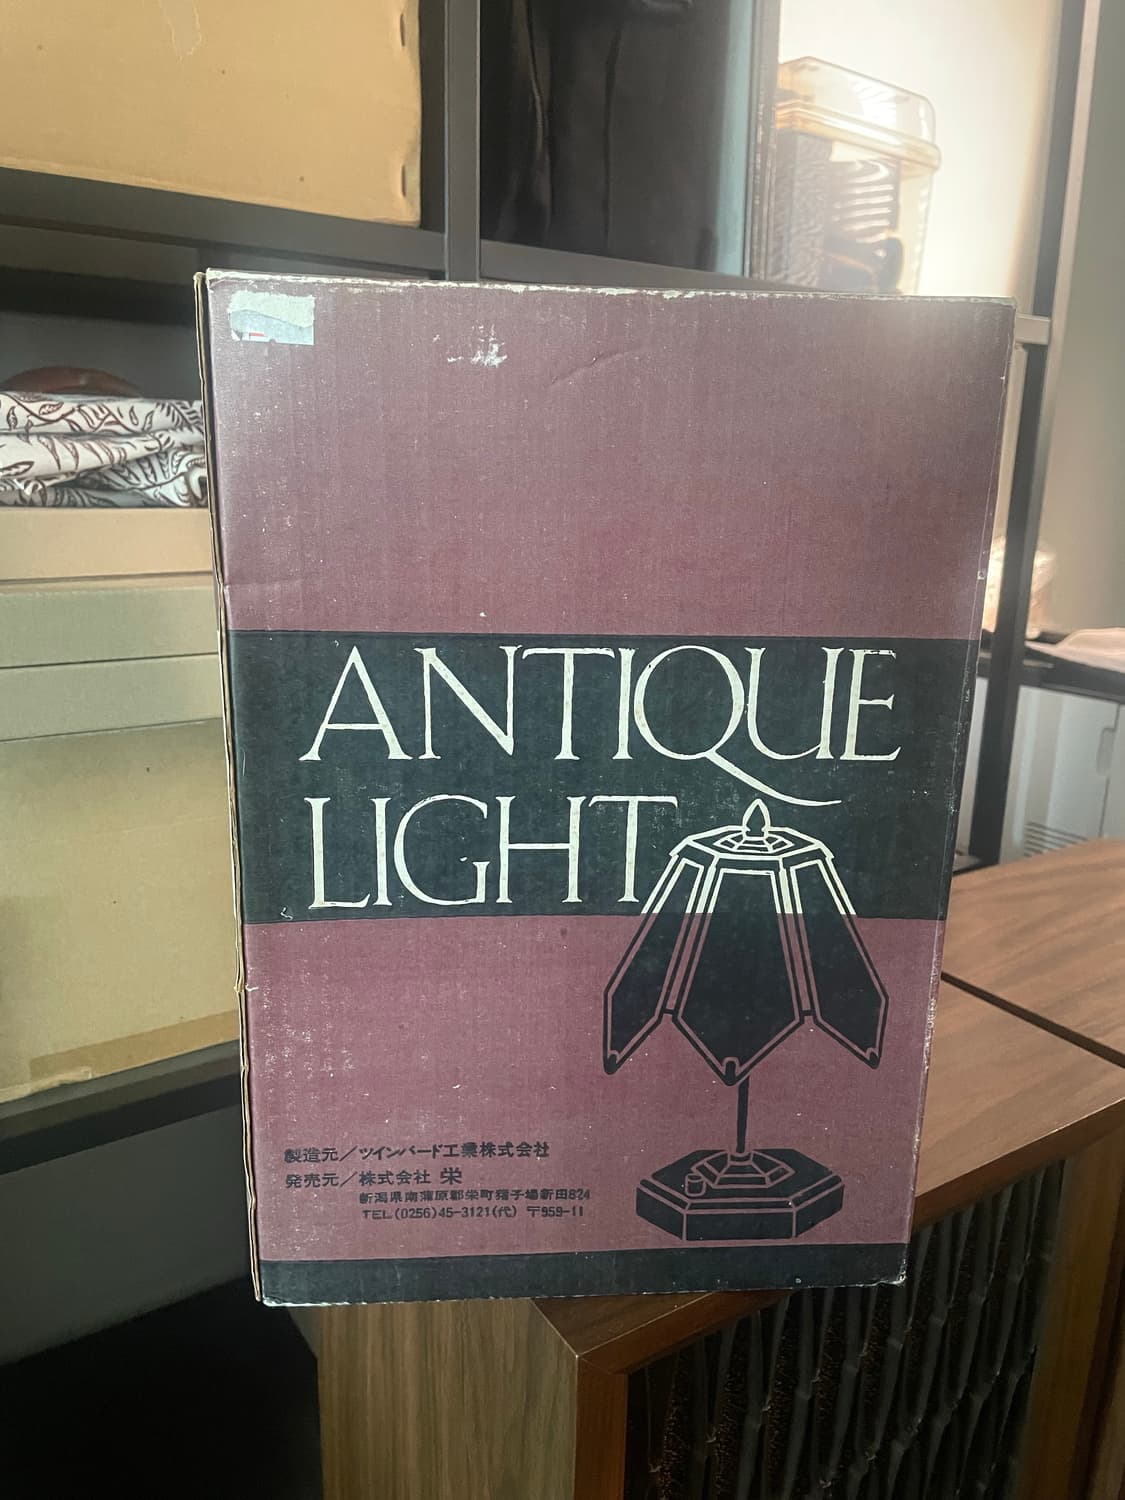 ANTIQUE
LIGHT
製造元／ツインバード工業株式会社
発売元／株式会社 栄
新潟県南蒲原郡栄町猪子場新田824
TEL(0256)45-3121(代) 〒959-11